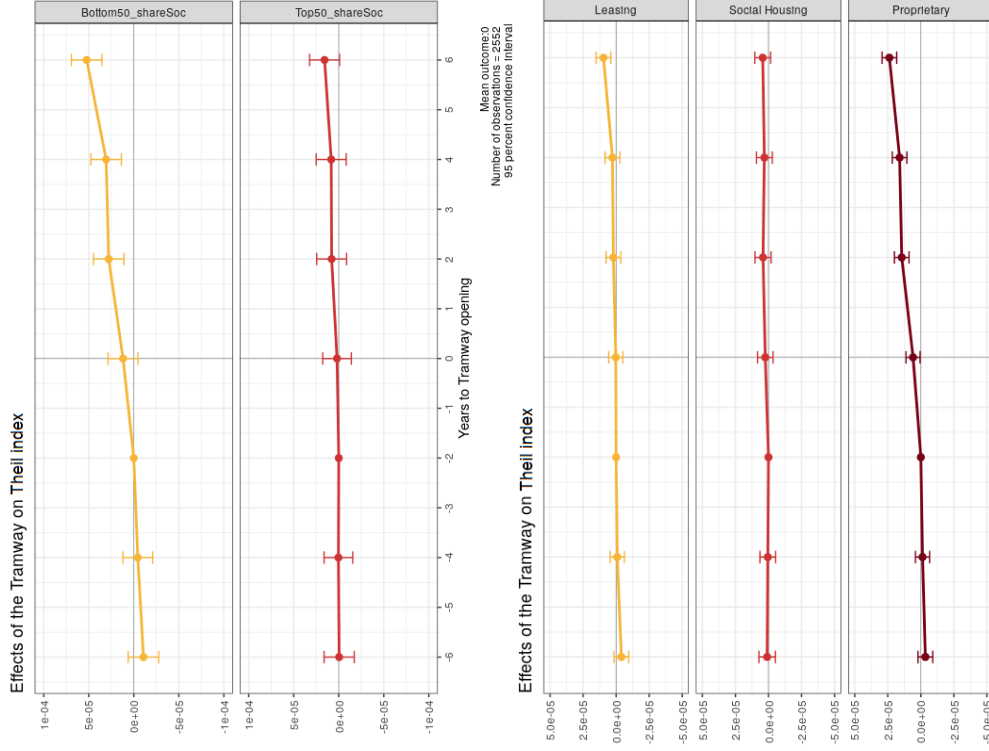 Effects of the Tramway on Theil index
Bottom50_shareSoc
1e-04
5e-05
0e+00
-5e-05
-1e-04
Top50_shareSoc
1e-04
5e-05
0e+00
-5e-05
-1e-04
-6
-5
-4
-3
-2
-1
0
1
2
3
4
5
6
Years to Tramway opening
Mean outcome:0
Number of observations = 2552
95 percent confidence interval
Effects of the Tramway on Theil index
Leasing
5.0e-05
2.5e-05
0.0e+00
-2.5e-05
-5.0e-05
Social Housing
5.0e-05
2.5e-05
0.0e+00
-2.5e-05
-5.0e-05
Proprietary
5.0e-05
2.5e-05
0.0e+00
-2.5e-05
-5.0e-05